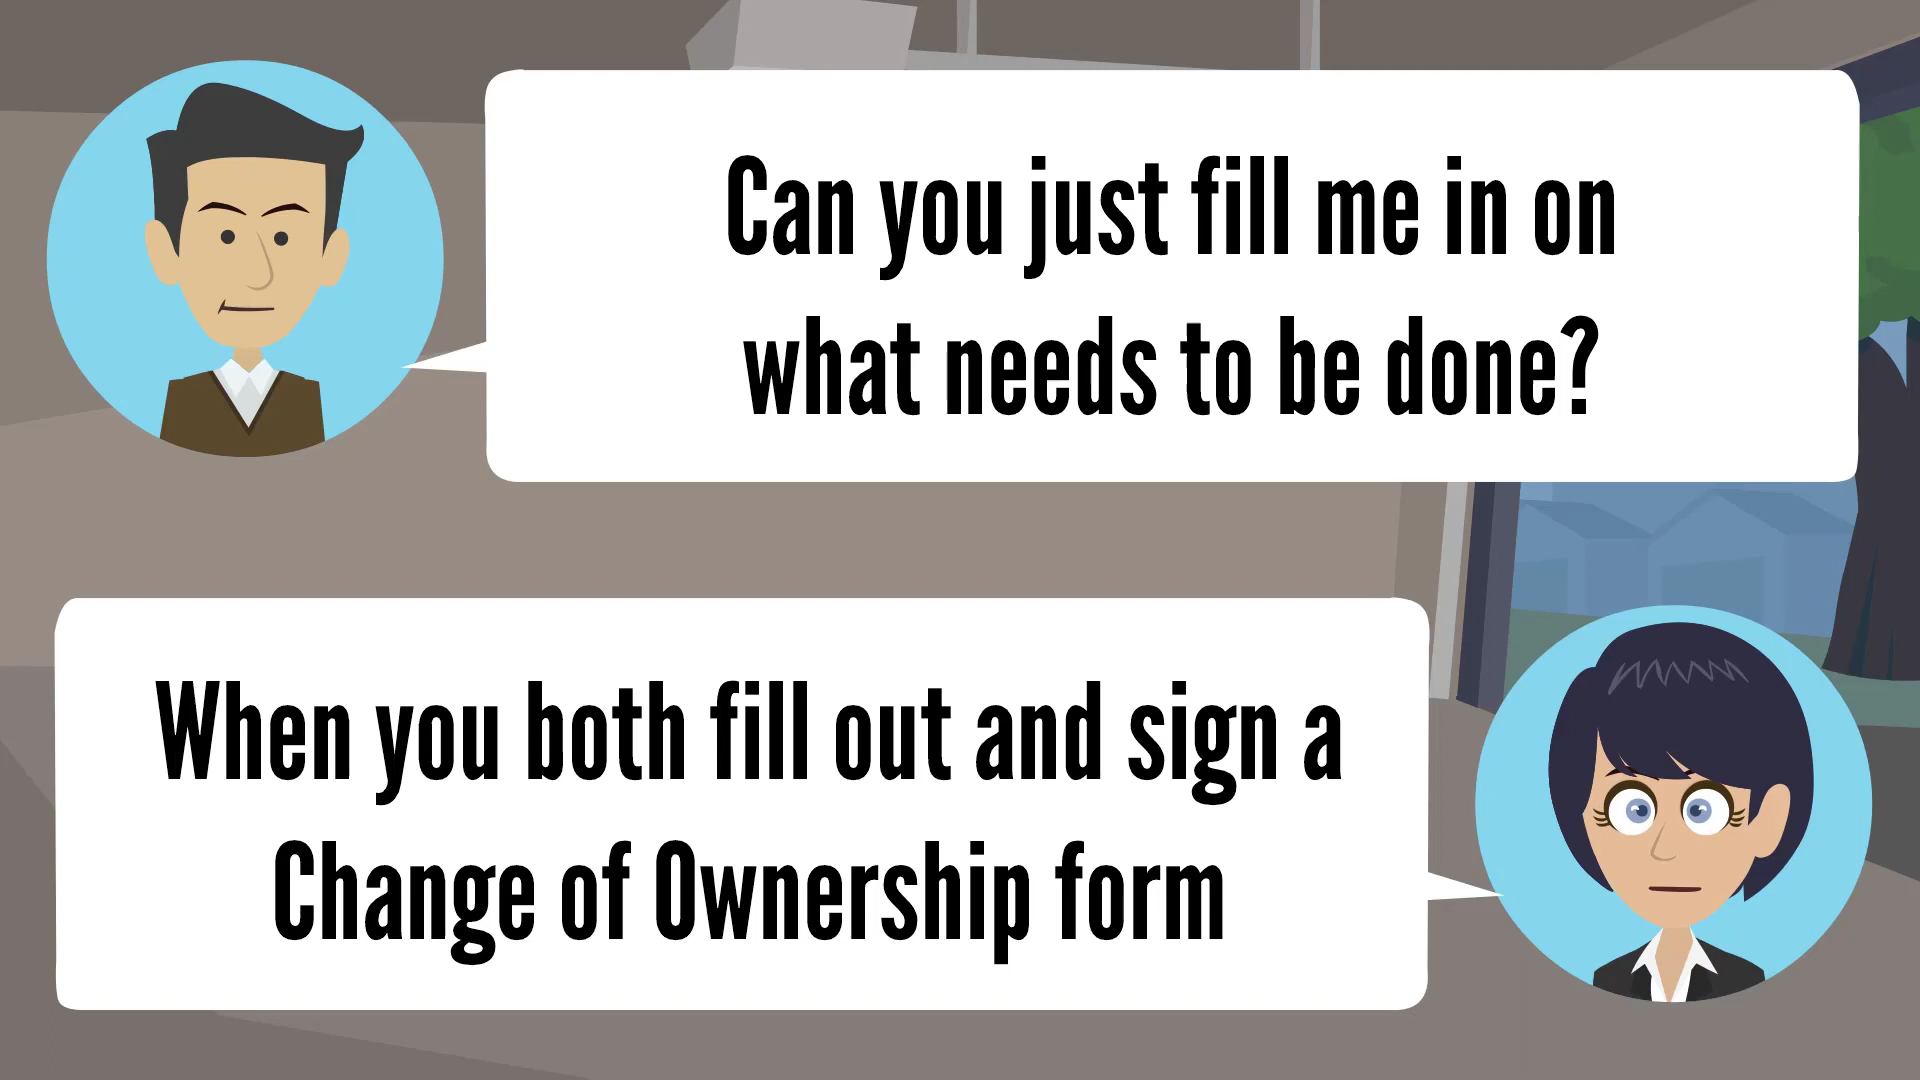 Can you just fill me in on
what needs to be done?
When you both fill out and sign a
Change of Ownership form